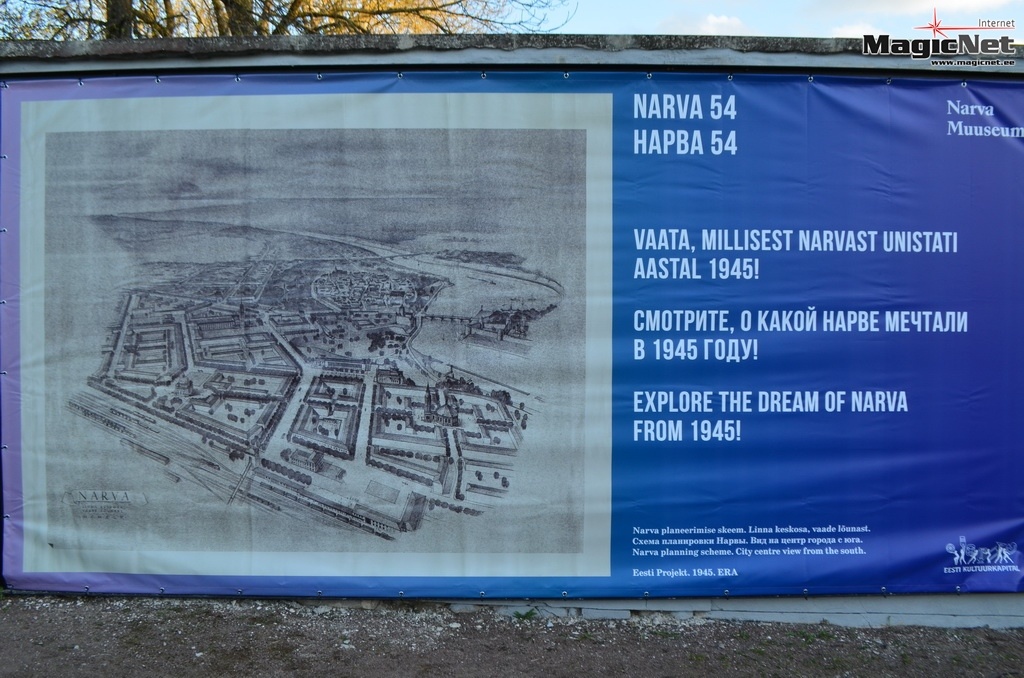 Internet
MagicNet
www.magicnet.ee
NARVA 54
НАРВА 54
Narva
Muuseum
VAATA, MILLISEST NARVAST UNISTATI
AASTAL 1945!
СМОТРИТЕ, О КАКОЙ НАРВЕ МЕЧТАЛИ
В 1945 ГОДУ!
EXPLORE THE DREAM OF NARVA
FROM 1945!
Narva planeerimise skeem. Linna keskosa, vaade lõunast.
Схема планировки Нарвы. Вид на центр города с юга.
Narva planning scheme. City centre view from the south.
Eesti Projekt. 1945. ERA
EESTI KULTUURKAPITAL
NARVA